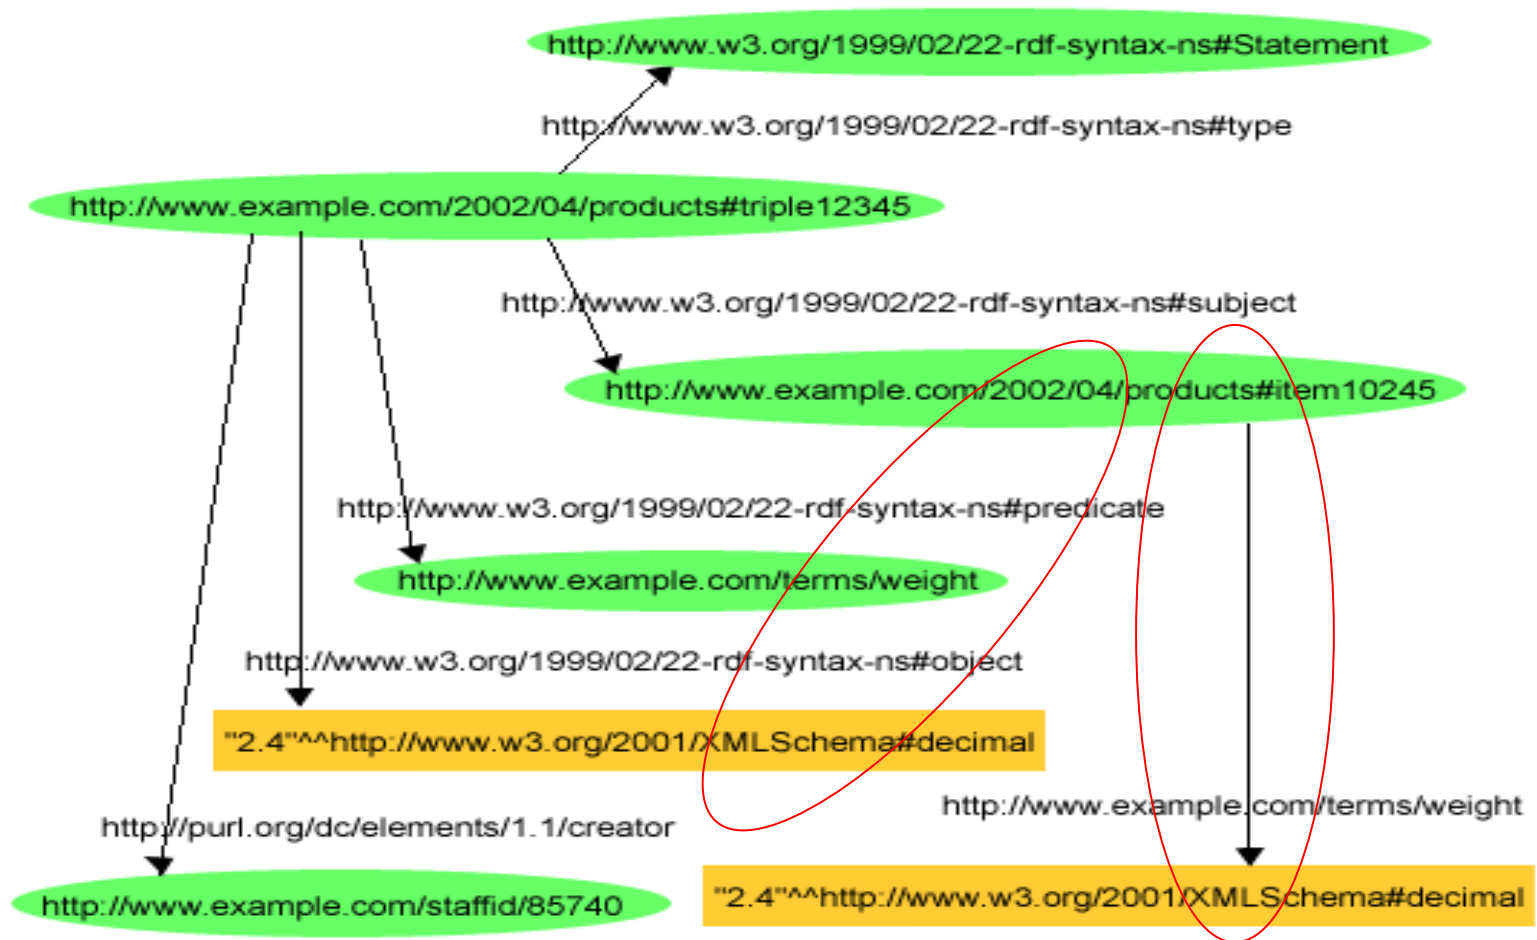 http://www.w3.org/1999/02/22-rdf-syntax-ns#Statement
http://www.w3.org/1999/02/22-rdf-syntax-ns#type
http://www.example.com/2002/04/products#triple12345
http://www.w3.org/1999/02/22-rdf-syntax-ns#subject
http://www.example.com/2002/04/products#item10245
http://www.w3.org/1999/02/22-rdf-syntax-ns#predicate
http://www.example.com/terms/weight
http://www.w3.org/1999/02/22-rdf-syntax-ns#object
"2.4"^^http://www.w3.org/2001/XMLSchema#decimal
http://www.example.com/terms/weight
http://purl.org/dc/elements/1.1/creator
"2.4"^^http://www.w3.org/2001/XMLSchema#decimal
http://www.example.com/staffid/85740